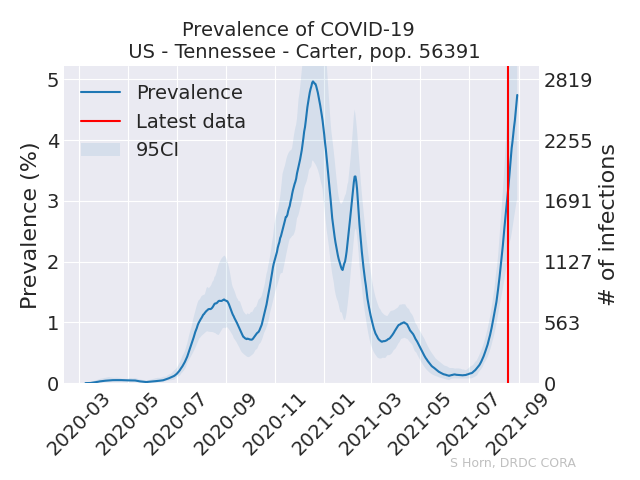 Prevalence of COVID-19
US - Tennessee - Carter, pop. 56391
Prevalence
Latest data
95CI
Prevalence (%)
5
4
3
2
1
0
2819
2255
1691
1127
563
0
# of infections
2020-03
2020-05
2020-07
2020-09
2020-11
2021-01
2021-03
2021-05
2021-07
2021-09
S Horn, DRDC CORA